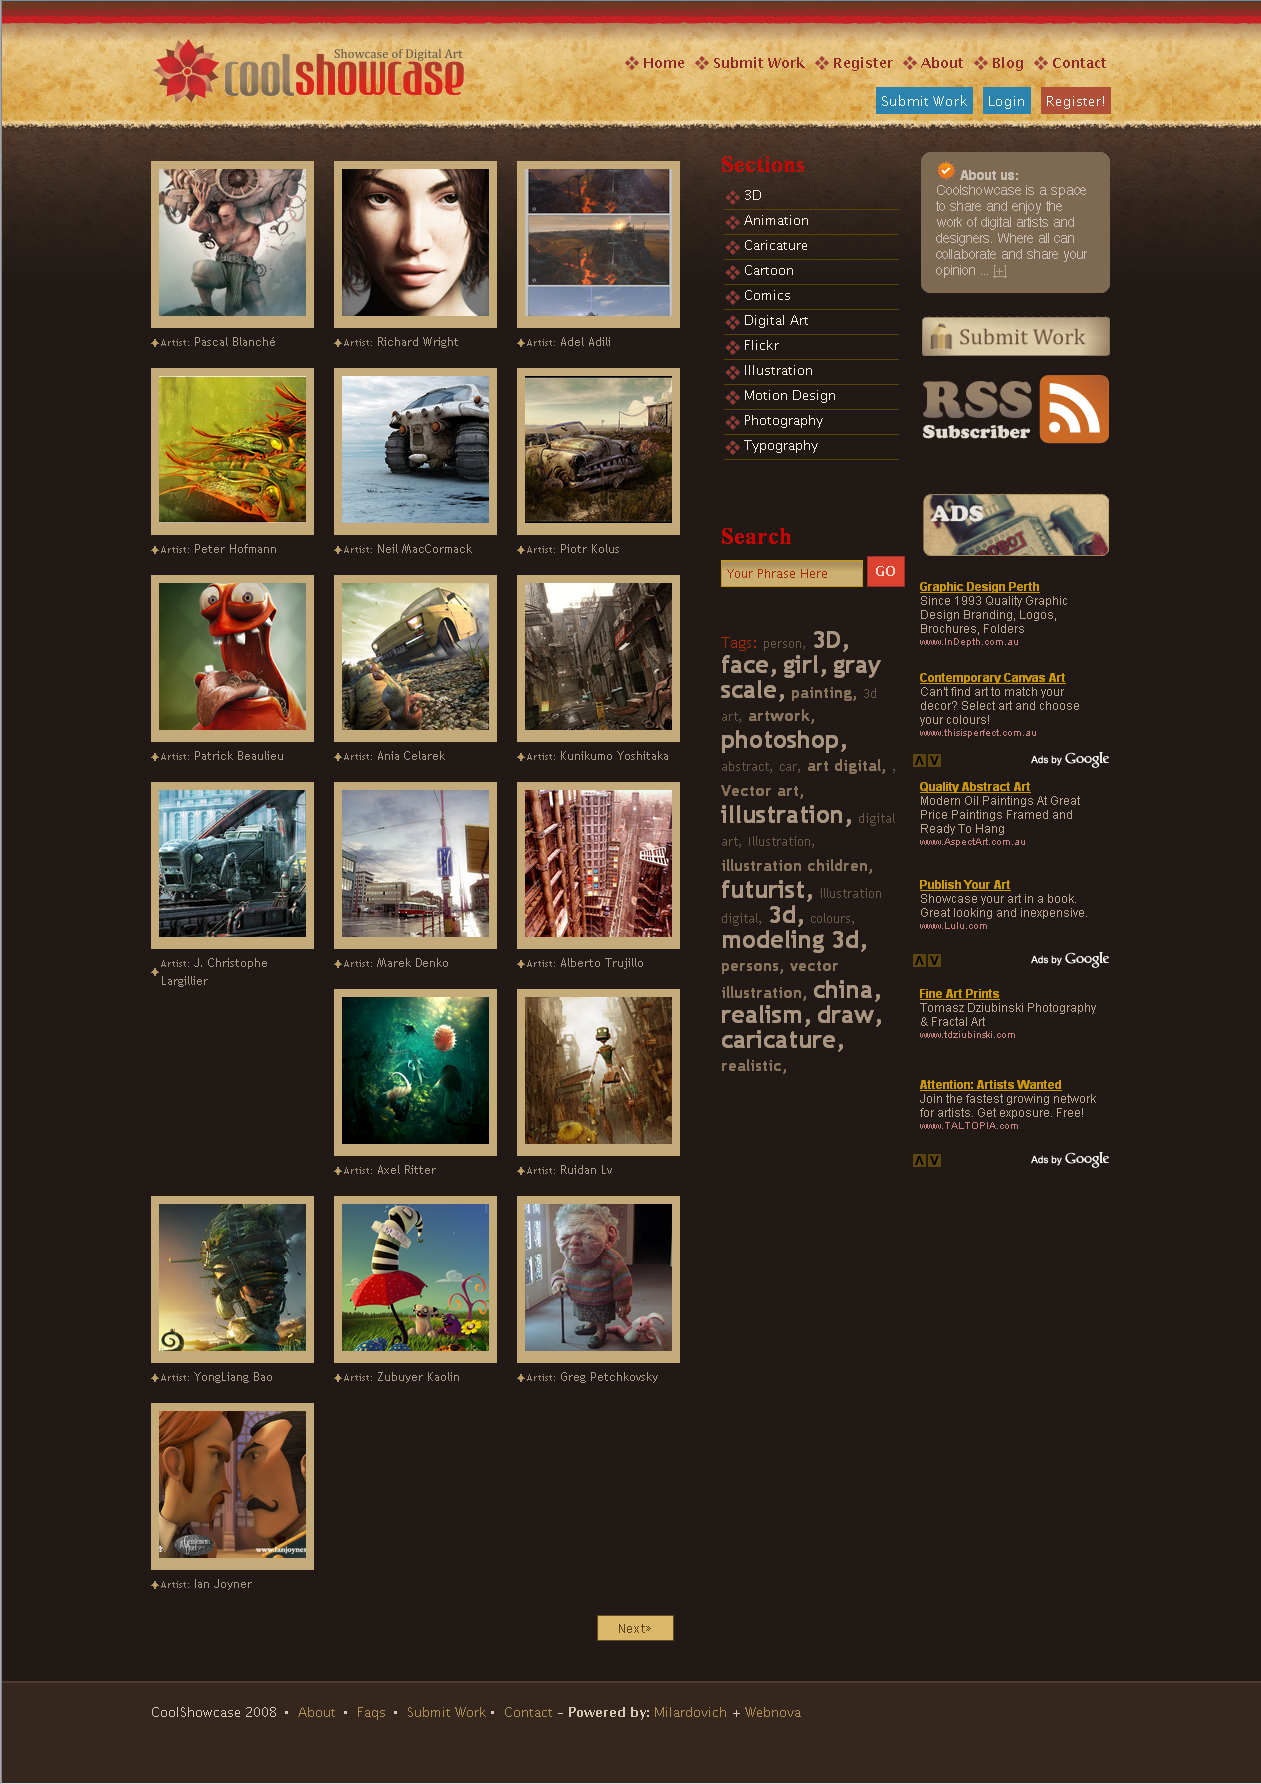 Showcase of Digital Art
coolshowcase
Home Submit Work Register About Blog Contact
Submit Work Login Register!
Artist: Pascal Blanché
Artist: Richard Wright
Artist: Adel Adili
Artist: Peter Hofmann
Artist: Neil MacCormack
Artist: Piotr Kolus
Artist: Patrick Beaulieu
Artist: Ania Celarek
Artist: Kunikumo Yoshitaka
Artist: J. Christophe
Largillier
Artist: Marek Denko
Artist: Alberto Trujillo
Artist: Axel Ritter
Artist: Ruidan Lv
Artist: YongLiang Bao
Artist: Zubuyer Kaolin
Artist: Greg Petchkovsky
www.ianjoyner
Artist: Ian Joyner
Next»
Sections
3D
Animation
Caricature
Cartoon
Comics
Digital Art
Flickr
Illustration
Motion Design
Photography
Typography
Search
Your Phrase Here GO
Tags: person, 3D,
face, girl, gray
scale, painting, 3d
art, artwork,
photoshop,
abstract, car, art digital, ,
Vector art,
illustration, digital
art, Illustration,
illustration children,
futurist, illustration
digital, 3d, colours,
modeling 3d,
persons, vector
illustration, china,
realism, draw,
caricature,
realistic,
About us:
Coolshowcase is a space
to share and enjoy the
work of digital artists and
designers. Where all can
collaborate and share your
opinion ... [+]
Submit Work
RSS
Subscriber
ADS
ROBOT
Graphic Design Perth
Since 1993 Quality Graphic
Design Branding, Logos,
Brochures, Folders
www.InDepth.com.au
Contemporary Canvas Art
Can't find art to match your
decor? Select art and choose
your colours!
www.thisisperfect.com.au
Ads by Google
Quality Abstract Art
Modern Oil Paintings At Great
Price Paintings Framed and
Ready To Hang
www.AspectArt.com.au
Publish Your Art
Showcase your art in a book.
Great looking and inexpensive.
www.Lulu.com
Ads by Google
Fine Art Prints
Tomasz Dziubinski Photography
& Fractal Art
www.tdziubinski.com
Attention: Artists Wanted
Join the fastest growing network
for artists. Get exposure. Free!
www.TALTOPIA.com
Ads by Google
CoolShowcase 2008 • About • Faqs • Submit Work • Contact - Powered by: Milardovich + Webnova